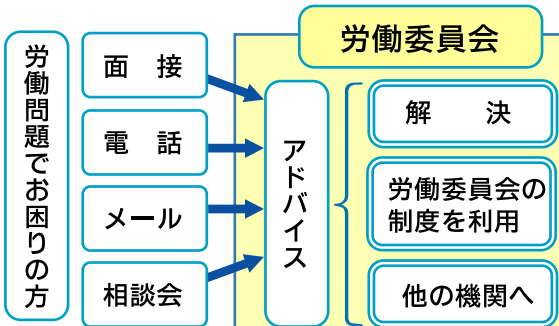 労働委員会
労働問題でお困りの方
面　接
電　話
メール
相談会
アドバイス
解　　決
労働委員会の
制度を利用
他の機関へ